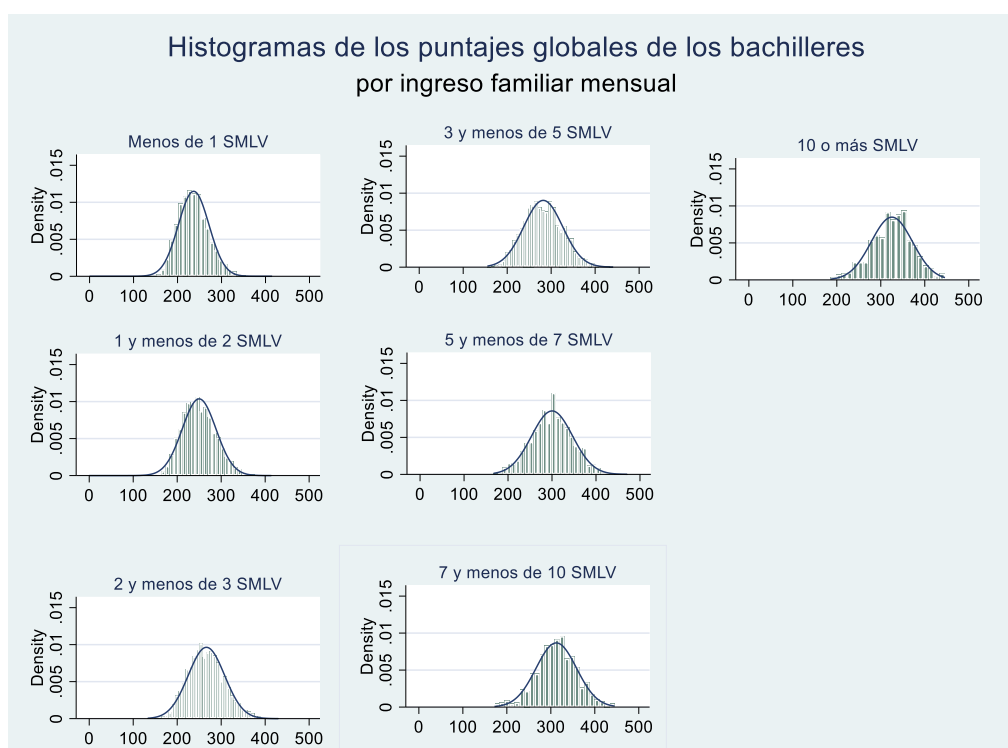 Histogramas de los puntajes globales de los bachilleres
por ingreso familiar mensual
Menos de 1 SMLV
Density
0 .005 .01 .015
0 100 200 300 400 500
3 y menos de 5 SMLV
Density
0 .005 .01 .015
0 100 200 300 400 500
10 o más SMLV
Density
0 .005 .01 .015
0 100 200 300 400 500
1 y menos de 2 SMLV
Density
0 .005 .01 .015
0 100 200 300 400 500
5 y menos de 7 SMLV
Density
0 .005 .01 .015
0 100 200 300 400 500
2 y menos de 3 SMLV
Density
0 .005 .01 .015
0 100 200 300 400 500
7 y menos de 10 SMLV
Density
0 .005 .01 .015
0 100 200 300 400 500